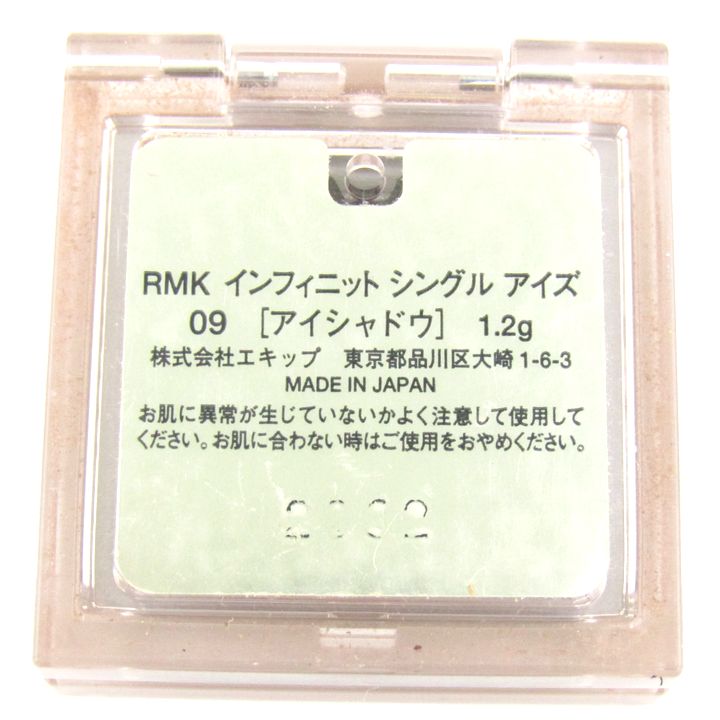 RMK インフィニット シングル アイズ
09 [アイシャドウ] 1.2g
株式会社エキップ 東京都品川区大崎1-6-3
MADE IN JAPAN
お肌に異常が生じていないかよく注意して使用して
ください。お肌に合わない時はご使用をおやめください。